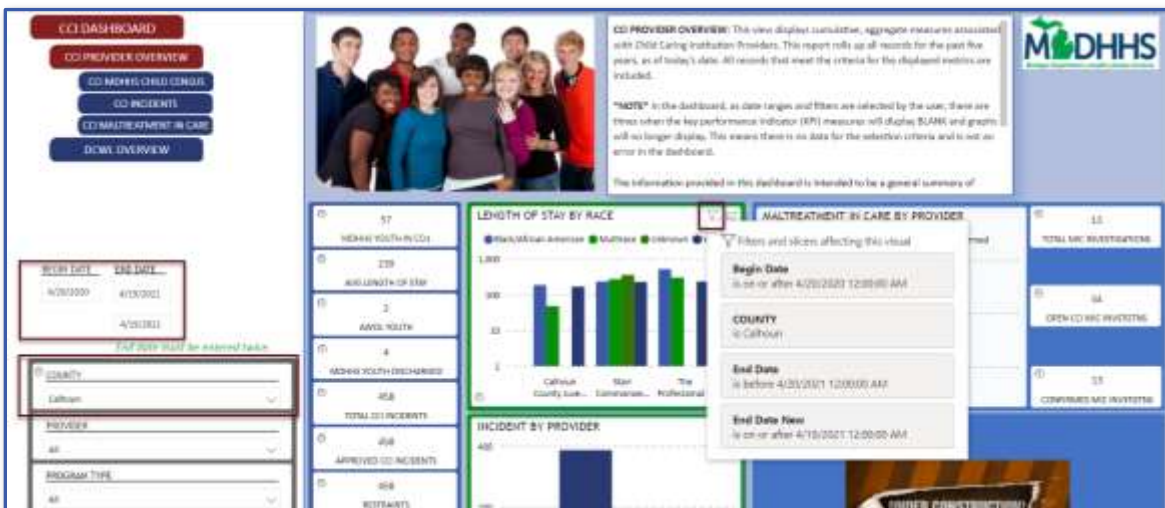 CCI DASHBOARD
CCI PROVIDER OVERVIEW
CCI MDHHS CHILD CENSUS
CCI INCIDENTS
CCI MALTREATMENT IN CARE
DCWL OVERVIEW
CCI PROVIDER OVERVIEW: This view displays cumulative, aggregate measures associated
with Child Caring Institution Providers. This report rolls up all records for the past five
years, as of today's date. All records that meet the criteria for the displayed metrics are
included.
*NOTE* In the dashboard, as date ranges and filters are selected by the user, there are
times when the key performance indicator (KPI) measures will display BLANK and graphs
will no longer display. This means there is no data for the selection criteria and is not an
error in the dashboard.
The information provided in this dashboard is intended to be a general summary of
MDHHS
BEGIN DATE END DATE
4/20/2020 4/19/2021
4/19/2021
End date must be entered twice.
COUNTY
Calhoun
PROVIDER
All
PROGRAM TYPE
All
57
MDHHS YOUTH IN CCIs
239
AVG LENGTH OF STAY
2
AWOL YOUTH
4
MDHHS YOUTH DISCHARGED
458
TOTAL CCI INCIDENTS
458
APPROVED CCI INCIDENTS
RESTRAINTS
LENGTH OF STAY BY RACE
Black/African American Multirace Unknown
1,000
100
10
1
Calhoun
County Juve...
Starr
Commonwe...
The
Professional
INCIDENT BY PROVIDER
400
MALTREATMENT IN CARE BY PROVIDER
Filters and slicers affecting this visual
Begin Date
is on or after 4/20/2020 12:00:00 AM
COUNTY
is Calhoun
End Date
is before 4/20/2021 12:00:00 AM
End Date New
is on or after 4/19/2021 12:00:00 AM
TOTAL MIC INVESTIGATIONS
OPEN CCI MIC INVSTGTNS
13
CONFIRMED MIC INVSTGTNS
UNDER CONSTRUCTION!